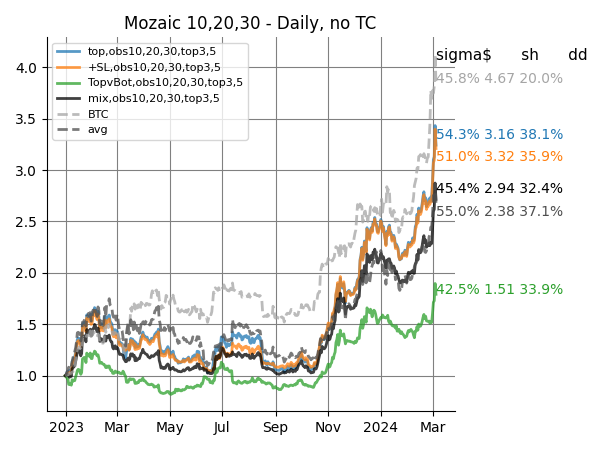 Mozaic 10,20,30 - Daily, no TC
sigma$ sh dd
top,obs10,20,30,top3,5
+SL,obs10,20,30,top3,5
TopvBot,obs10,20,30,top3,5
mix,obs10,20,30,top3,5
BTC
avg
45.8% 4.67 20.0%
54.3% 3.16 38.1%
51.0% 3.32 35.9%
45.4% 2.94 32.4%
55.0% 2.38 37.1%
42.5% 1.51 33.9%
4.0
3.5
3.0
2.5
2.0
1.5
1.0
2023 Mar May Jul Sep Nov 2024 Mar